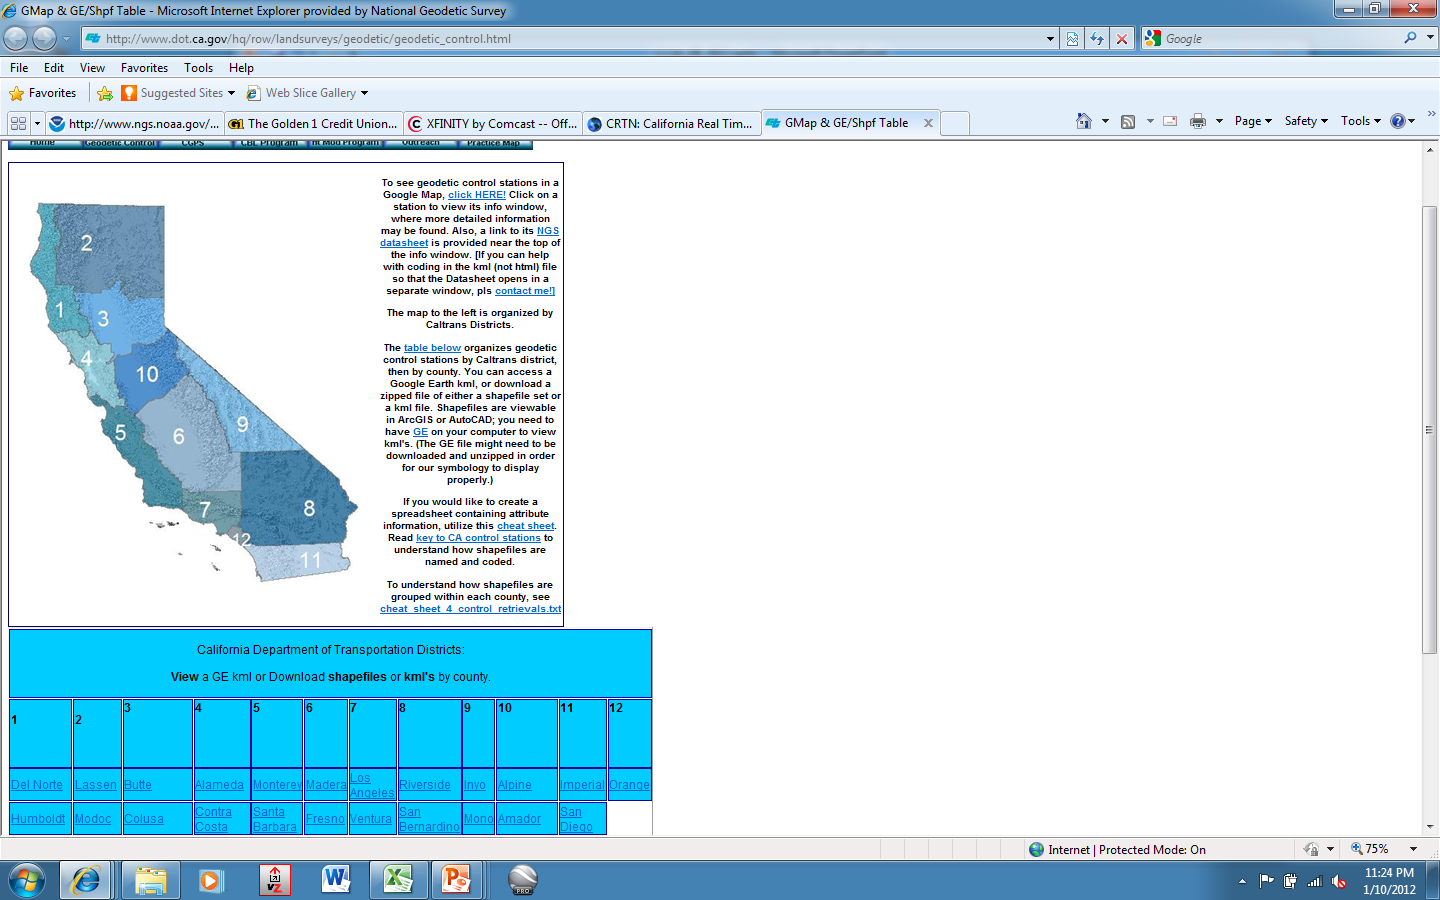 GMap & GE/Shpf Table - Microsoft Internet Explorer provided by National Geodetic Survey
http://www.dot.ca.gov/hq/row/landsurveys/geodetic/geodetic_control.html
Google
File Edit View Favorites Tools Help
Favorites Suggested Sites Web Slice Gallery
http://www.ngs.noaa.gov/... The Golden 1 Credit Union... XFINITY by Comcast -- Off... CRTN: California Real Tim... GMap & GE/Shpf Table Page Safety Tools
Home Geodetic Control CGPS CBL Program Ht Mod Program Outreach Practice Map
To see geodetic control stations in a
Google Map, click HERE! Click on a
station to view its info window,
where more detailed information
may be found. Also, a link to its NGS
datasheet is provided near the top of
the info window. [If you can help
with coding in the kml (not html) file
so that the Datasheet opens in a
separate window, pls contact me!]
The map to the left is organized by
Caltrans Districts.
The table below organizes geodetic
control stations by Caltrans district,
then by county. You can access a
Google Earth kml, or download a
zipped file of either a shapefile set or
a kml file. Shapefiles are viewable
in ArcGIS or AutoCAD; you need to
have GE on your computer to view
kml's. (The GE file might need to be
downloaded and unzipped in order
for our symbology to display
properly.)
If you would like to create a
spreadsheet containing attribute
information, utilize this cheat sheet.
Read key to CA control stations to
understand how shapefiles are
named and coded.
To understand how shapefiles are
grouped within each county, see
cheat_sheet_4_control_retrievals.txt
2
1
3
4
10
5
6
9
7
8
12
11
California Department of Transportation Districts:
View a GE kml or Download shapefiles or kml's by county.
1 2 3 4 5 6 7 8 9 10 11 12
Del Norte Lassen Butte Alameda Monterey Madera Los Angeles Riverside Inyo Alpine Imperial Orange
Humboldt Modoc Colusa Contra Costa Santa Barbara Fresno Ventura San Bernardino Mono Amador San Diego
Internet | Protected Mode: On 75%
VZ
PRO
11:24 PM
1/10/2012